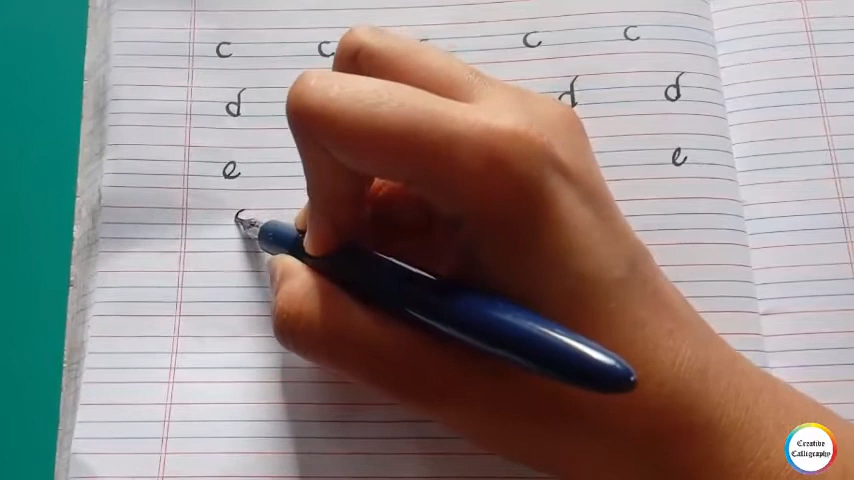 c c c c
d d d
e e
Creative
Calligraphy